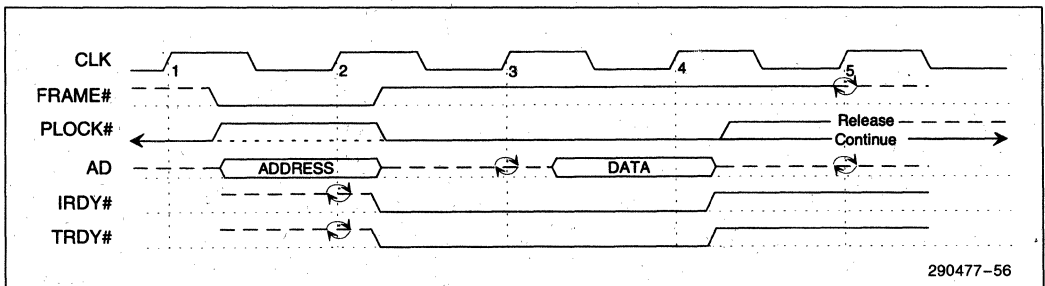 CLK 1 2 3 4 5
FRAME#
PLOCK# Release
Continue
AD ADDRESS DATA
IRDY#
TRDY#
290477-56